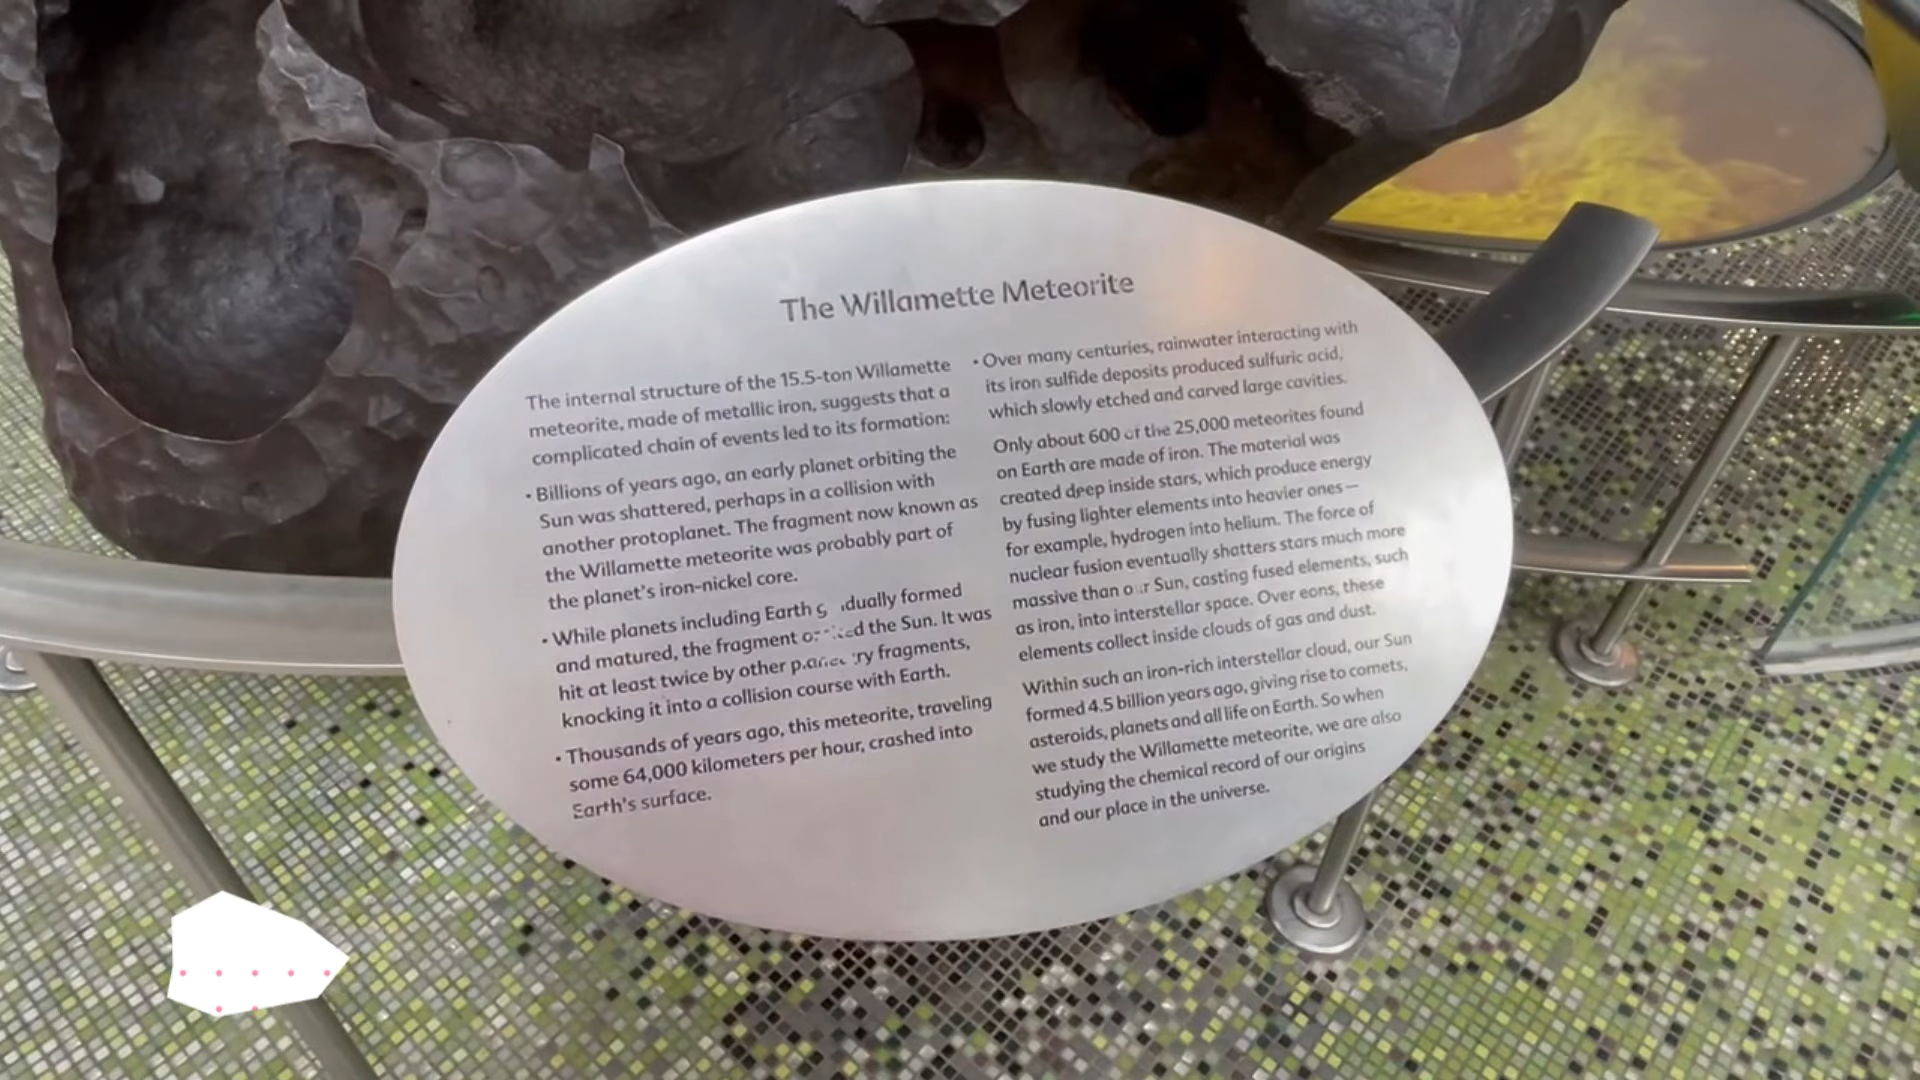 The Willamette Meteorite
The internal structure of the 15.5-ton Willamette
meteorite, made of metallic iron, suggests that a
complicated chain of events led to its formation:
• Billions of years ago, an early planet orbiting the
Sun was shattered, perhaps in a collision with
another protoplanet. The fragment now known as
the Willamette meteorite was probably part of
the planet's iron-nickel core.
• While planets including Earth formed
and matured, the fragment the Sun. It was
hit at least twice by other fragments,
knocking it into a collision course with Earth.
• Thousands of years ago, this meteorite, traveling
some 64,000 kilometers per hour, crashed into
Earth's surface.
• Over many centuries, rainwater interacting with
its iron sulfide deposits produced sulfuric acid,
which slowly etched and carved large cavities.
Only about 600 of the 25,000 meteorites found
on Earth are made of iron. The material was
created deep inside stars, which produce energy
by fusing lighter elements into heavier ones—
for example, hydrogen into helium. The force of
nuclear fusion eventually shatters stars much more
massive than our Sun, casting fused elements, such
as iron, into interstellar space. Over eons, these
elements collect inside clouds of gas and dust.
Within such an iron-rich interstellar cloud, our Sun
formed 4.5 billion years ago, giving rise to comets,
asteroids, planets and all life on Earth. So when
we study the Willamette meteorite, we are also
studying the chemical record of our origins
and our place in the universe.